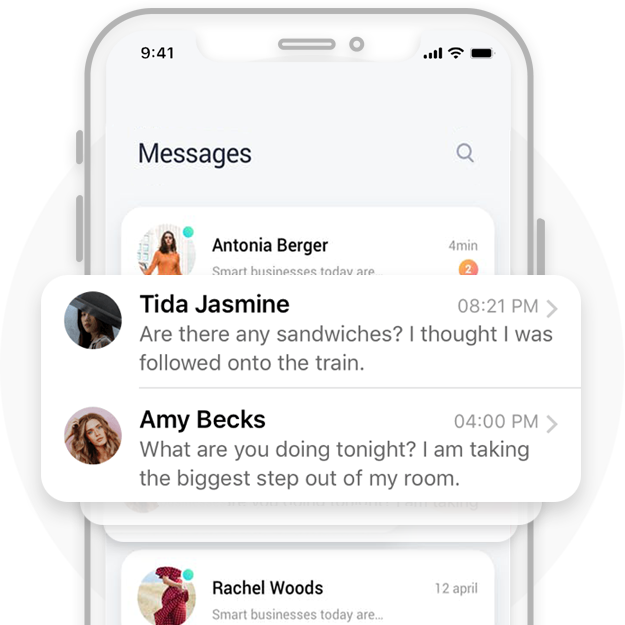 9:41
Messages
Antonia Berger
4min
Smart businesses today are
2
Tida Jasmine
08:21 PM
Are there any sandwiches? I thought I was
followed onto the train.
Amy Becks
04:00 PM
What are you doing tonight? I am taking
the biggest step out of my room.
Rachel Woods
12 april
Smart businesses today are...